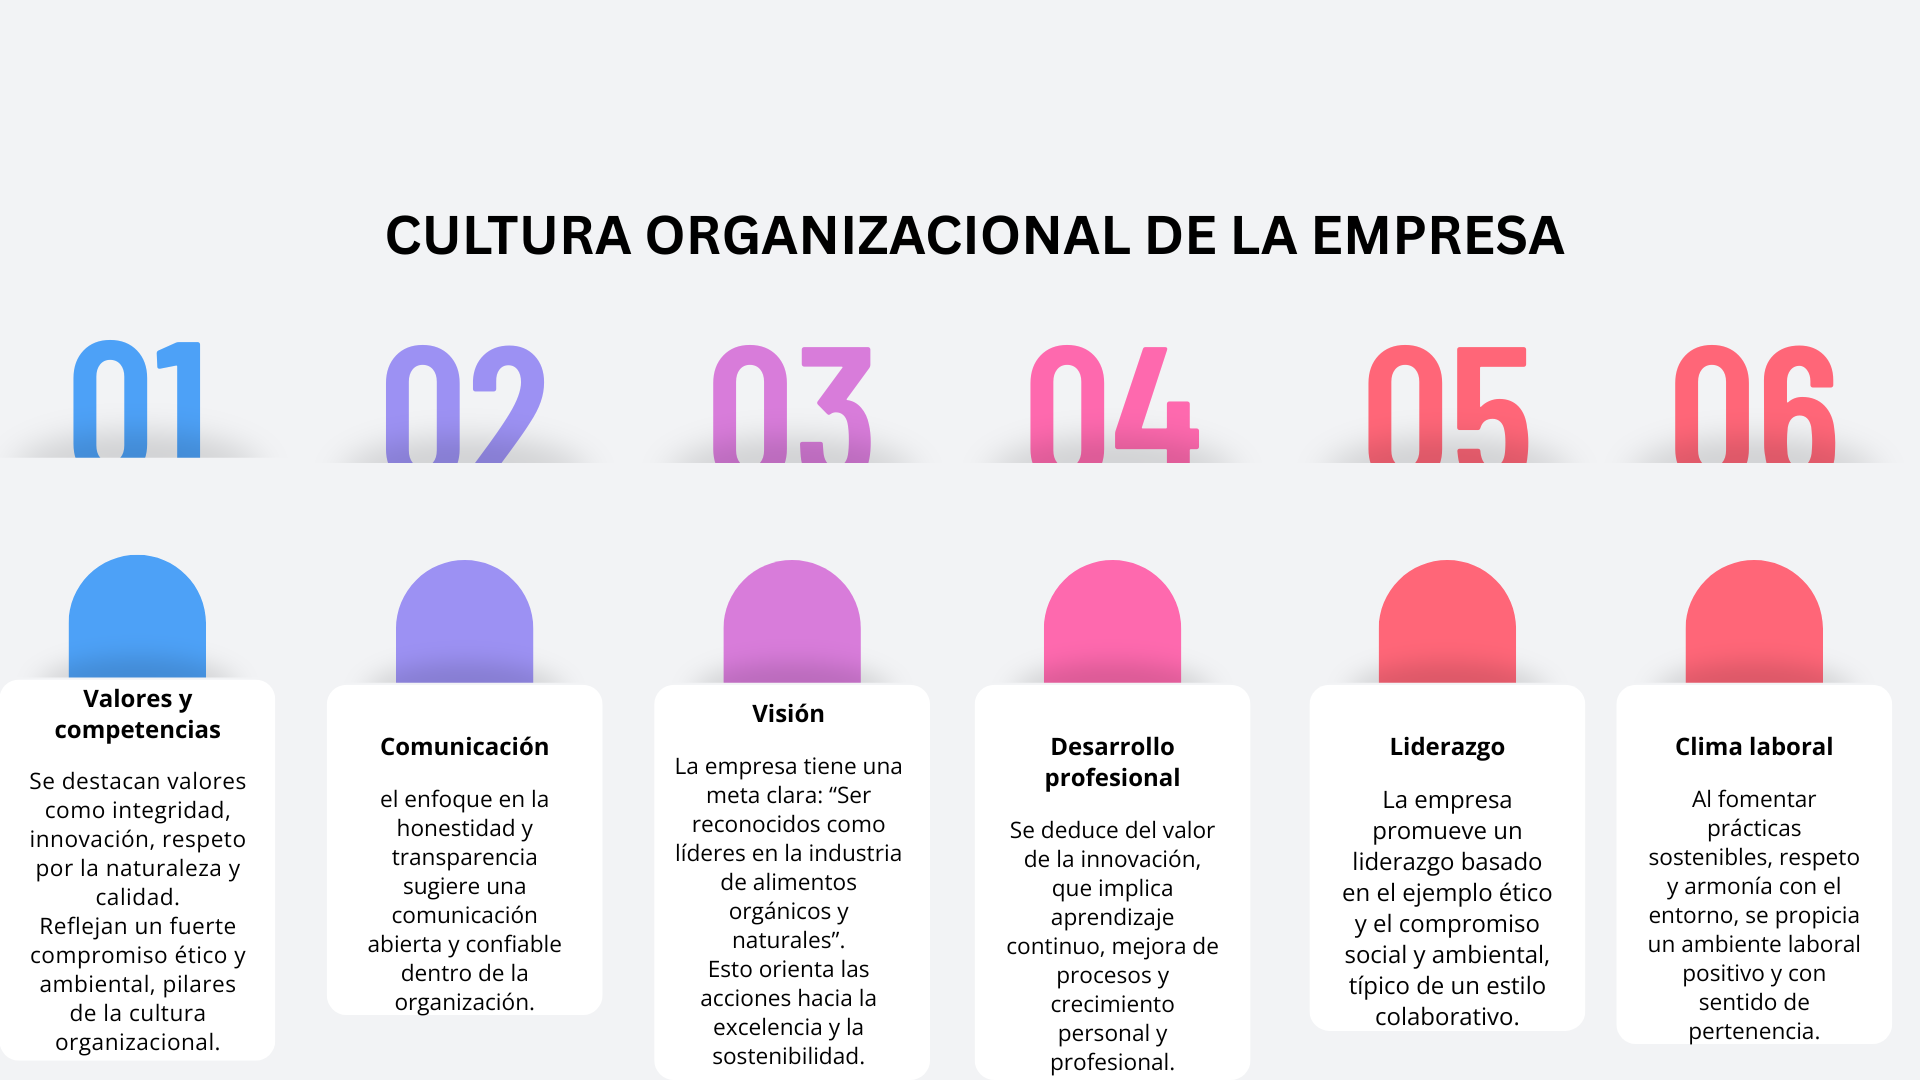 CULTURA ORGANIZACIONAL DE LA EMPRESA
01
02
03
04
05
06
Valores y
competencias
Se destacan valores
como integridad,
innovación, respeto
por la naturaleza y
calidad.
Reflejan un fuerte
compromiso ético y
ambiental, pilares
de la cultura
organizacional.
Comunicación
el enfoque en la
honestidad y
transparencia
sugiere una
comunicación
abierta y confiable
dentro de la
organización.
Visión
La empresa tiene una
meta clara: “Ser
reconocidos como
líderes en la industria
de alimentos
orgánicos y
naturales”.
Esto orienta las
acciones hacia la
excelencia y la
sostenibilidad.
Desarrollo
profesional
Se deduce del valor
de la innovación,
que implica
aprendizaje
continuo, mejora de
procesos y
crecimiento
personal y
profesional.
Liderazgo
La empresa
promueve un
liderazgo basado
en el ejemplo ético
y el compromiso
social y ambiental,
típico de un estilo
colaborativo.
Clima laboral
Al fomentar
prácticas
sostenibles, respeto
y armonía con el
entorno, se propicia
un ambiente laboral
positivo y con
sentido de
pertenencia.